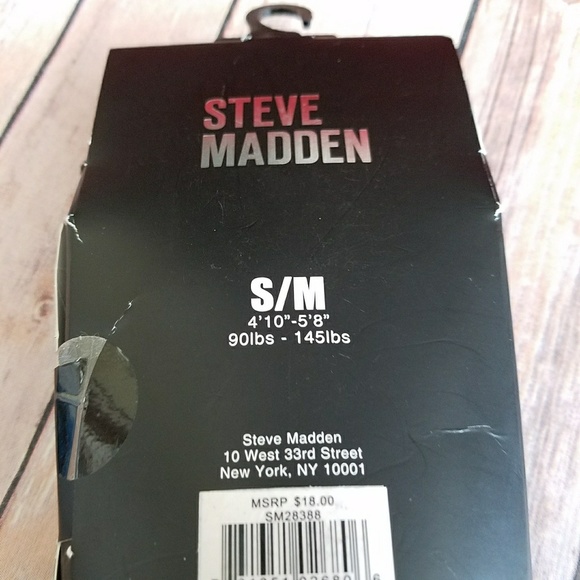 STEVE
MADDEN
S/M
4'10"-5'8"
90lbs - 145lbs
Steve Madden
10 West 33rd Street
New York, NY 10001
MSRP $18.00
SM28388